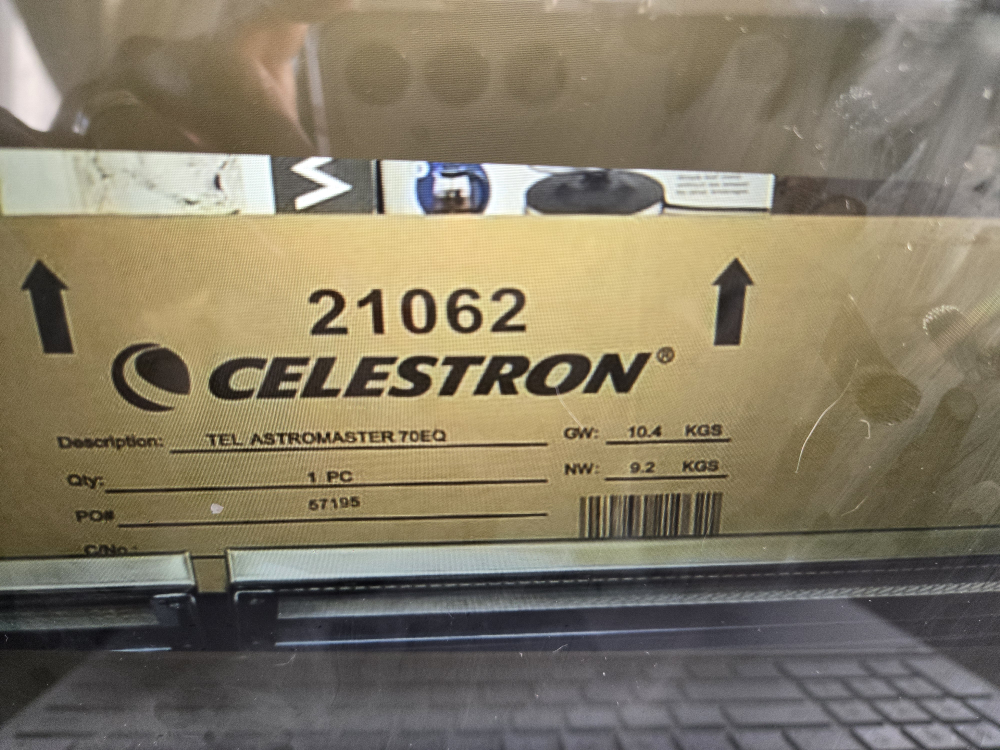 21062
CELESTRON®
Description: TEL ASTROMASTER 70EQ
GW: 10.4 KGS
Qty: 1 PC
NW: 9.2 KGS
PO# 57195
C/No.: